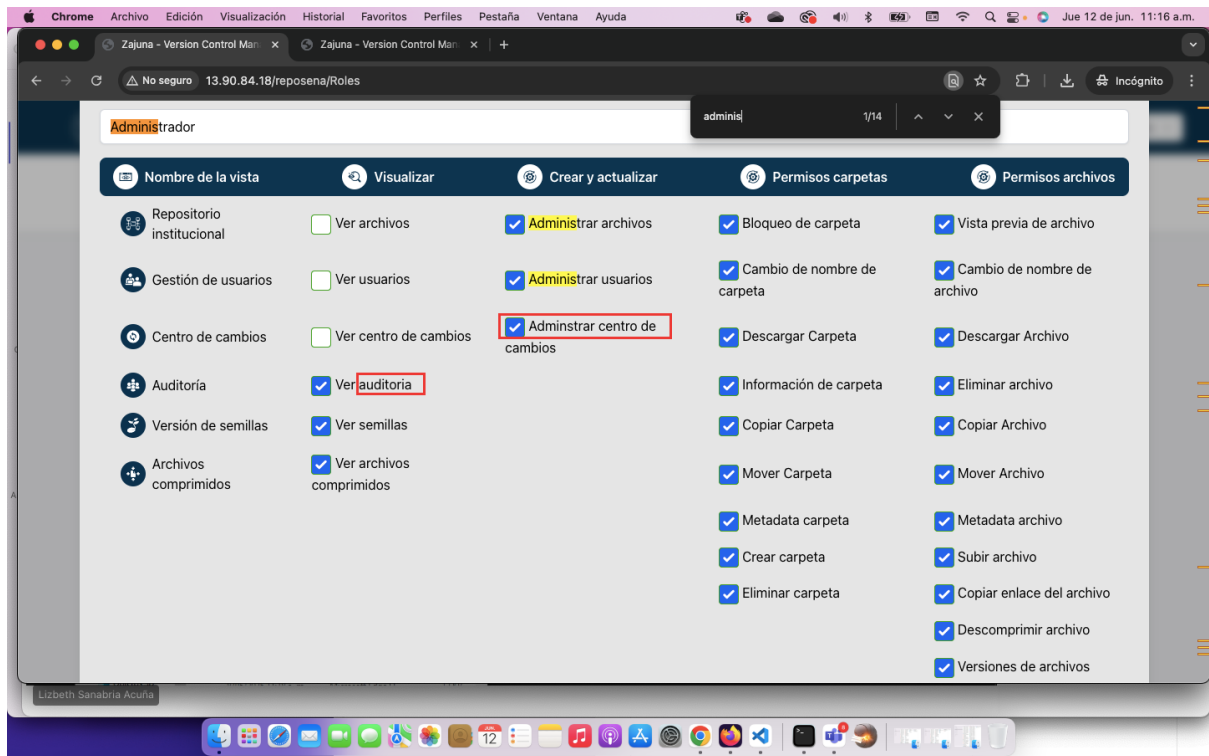 Chrome Archivo Edición Visualización Historial Favoritos Perfiles Pestaña Ventana Ayuda Jue 12 de jun. 11:16 a.m.
Zajuna - Version Control Man Zajuna - Version Control Man
No seguro 13.90.84.18/reposena/Roles Incógnito
adminis 1/14
Administrador
Nombre de la vista Visualizar Crear y actualizar Permisos carpetas Permisos archivos
Repositorio institucional Ver archivos Administrar archivos Bloqueo de carpeta Vista previa de archivo
Gestión de usuarios Ver usuarios Administrar usuarios Cambio de nombre de carpeta Cambio de nombre de archivo
Centro de cambios Ver centro de cambios Adminstrar centro de cambios Descargar Carpeta Descargar Archivo
Auditoría Ver auditoria Información de carpeta Eliminar archivo
Versión de semillas Ver semillas Copiar Carpeta Copiar Archivo
Archivos comprimidos Ver archivos comprimidos Mover Carpeta Mover Archivo
Metadata carpeta Metadata archivo
Crear carpeta Subir archivo
Eliminar carpeta Copiar enlace del archivo
Descomprimir archivo
Versiones de archivos
Lizbeth Sanabria Acuña
12